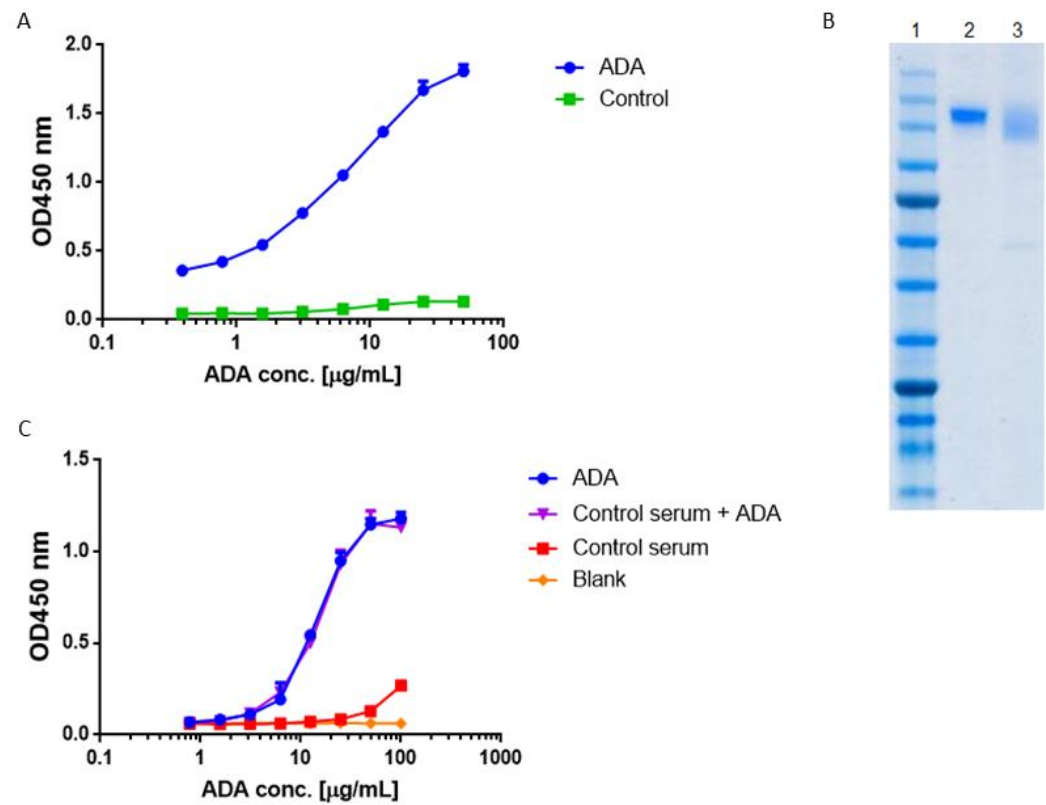 A
2.0
1.5
1.0
0.5
0.0
OD450 nm
0.1
1
10
100
ADA conc. [μg/mL]
ADA
Control
B
1 2 3
C
1.5
1.0
0.5
0.0
OD450 nm
0.1
1
10
100
1000
ADA conc. [μg/mL]
ADA
Control serum + ADA
Control serum
Blank